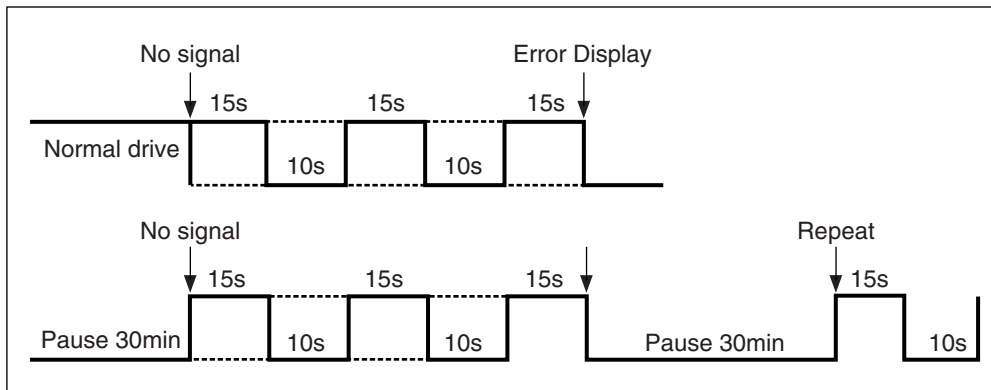 No signal Error Display
15s 15s 15s
Normal drive 10s 10s
No signal Repeat
15s 15s 15s 15s
Pause 30min 10s 10s Pause 30min 10s